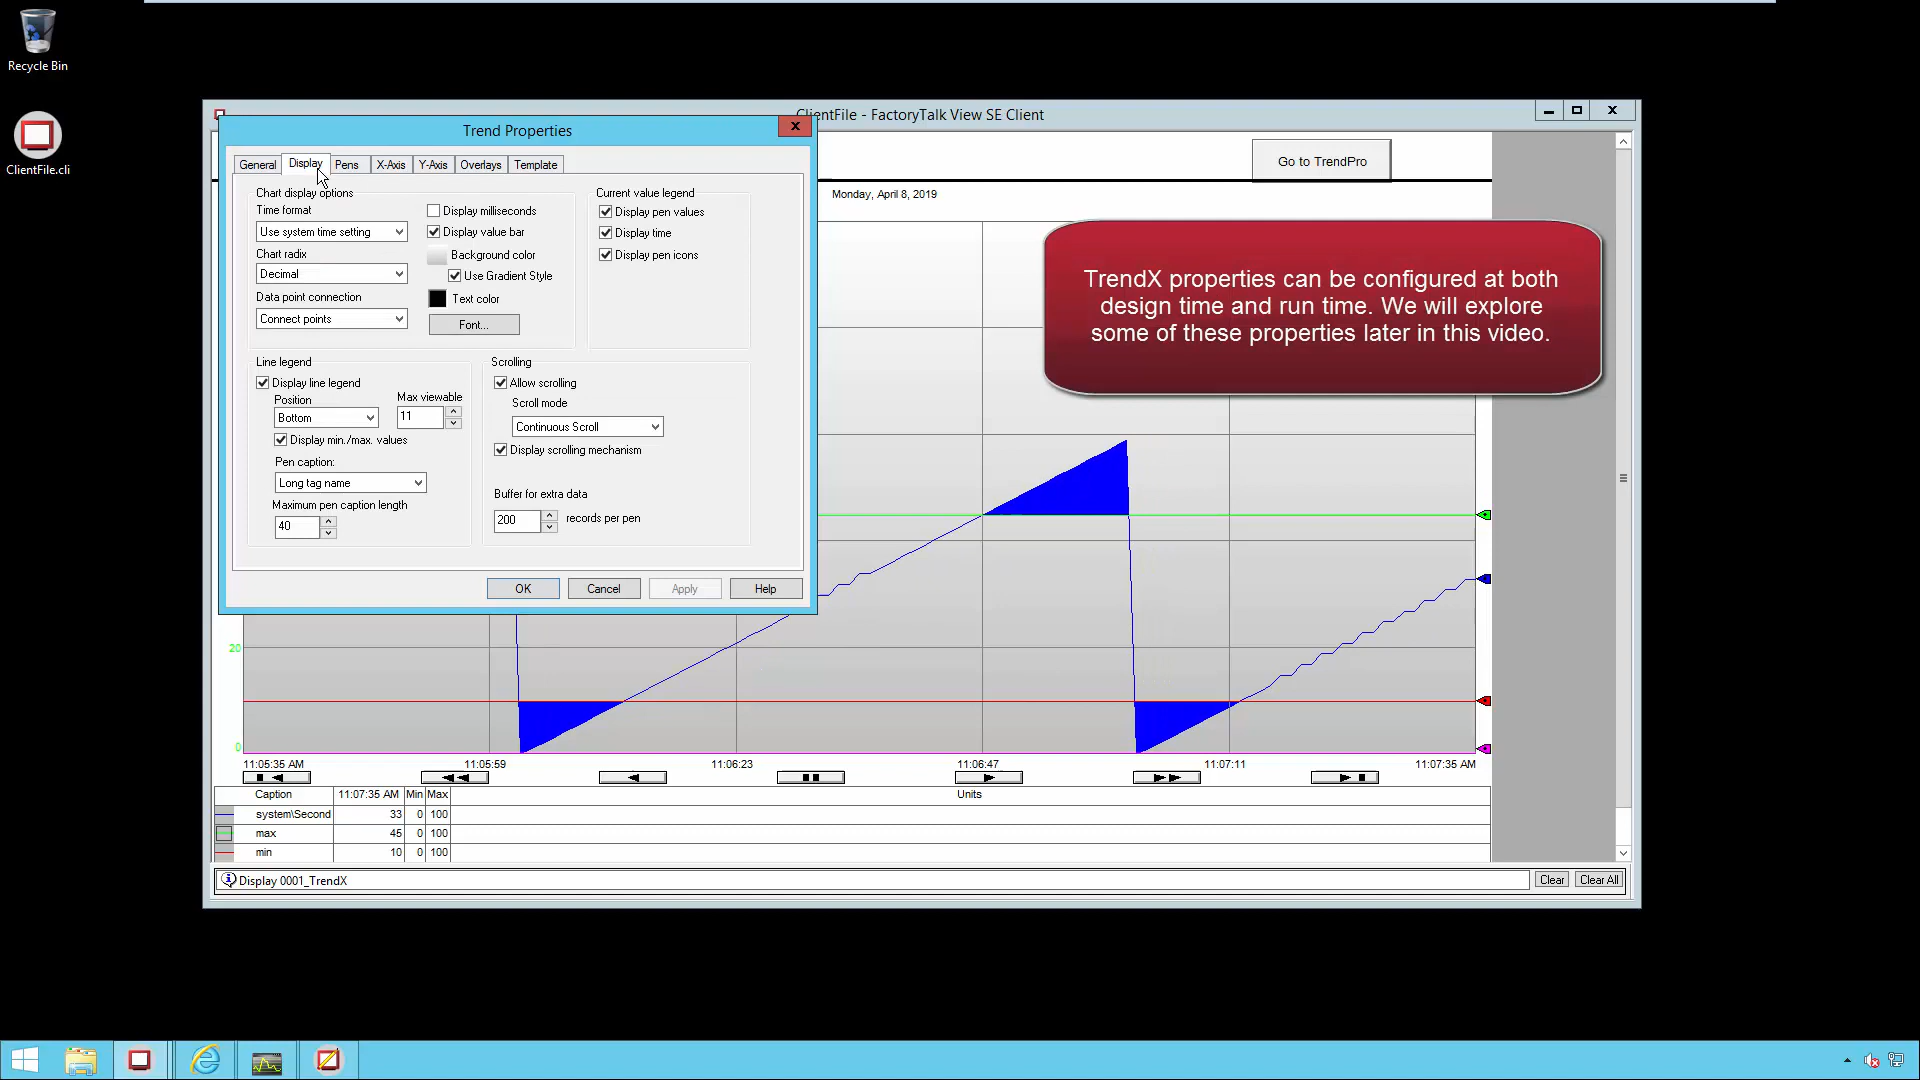 Recycle Bin
ClientFile.cli
ClientFile - FactoryTalk View SE Client
Trend Properties
General
Display
Pens
X-Axis
Y-Axis
Overlays
Template
Chart display options
Time format
Use system time setting
Chart radix
Decimal
Data point connection
Connect points
Display milliseconds
Display value bar
Background color
Use Gradient Style
Text color
Font...
Current value legend
Display pen values
Display time
Display pen icons
Line legend
Display line legend
Position
Bottom
Max viewable
11
Display min./max. values
Pen caption:
Long tag name
Maximum pen caption length
40
Scrolling
Allow scrolling
Scroll mode
Continuous Scroll
Display scrolling mechanism
Buffer for extra data
200 records per pen
OK
Cancel
Apply
Help
Go to TrendPro
Monday, April 8, 2019
TrendX properties can be configured at both
design time and run time. We will explore
some of these properties later in this video.
20
0
11:05:35 AM 11:05:59 11:06:23 11:06:47 11:07:11 11:07:35 AM
Caption 11:07:35 AM Min Max Units
system\Second 33 0 100
max 45 0 100
min 10 0 100
Display 0001_TrendX
Clear
Clear All